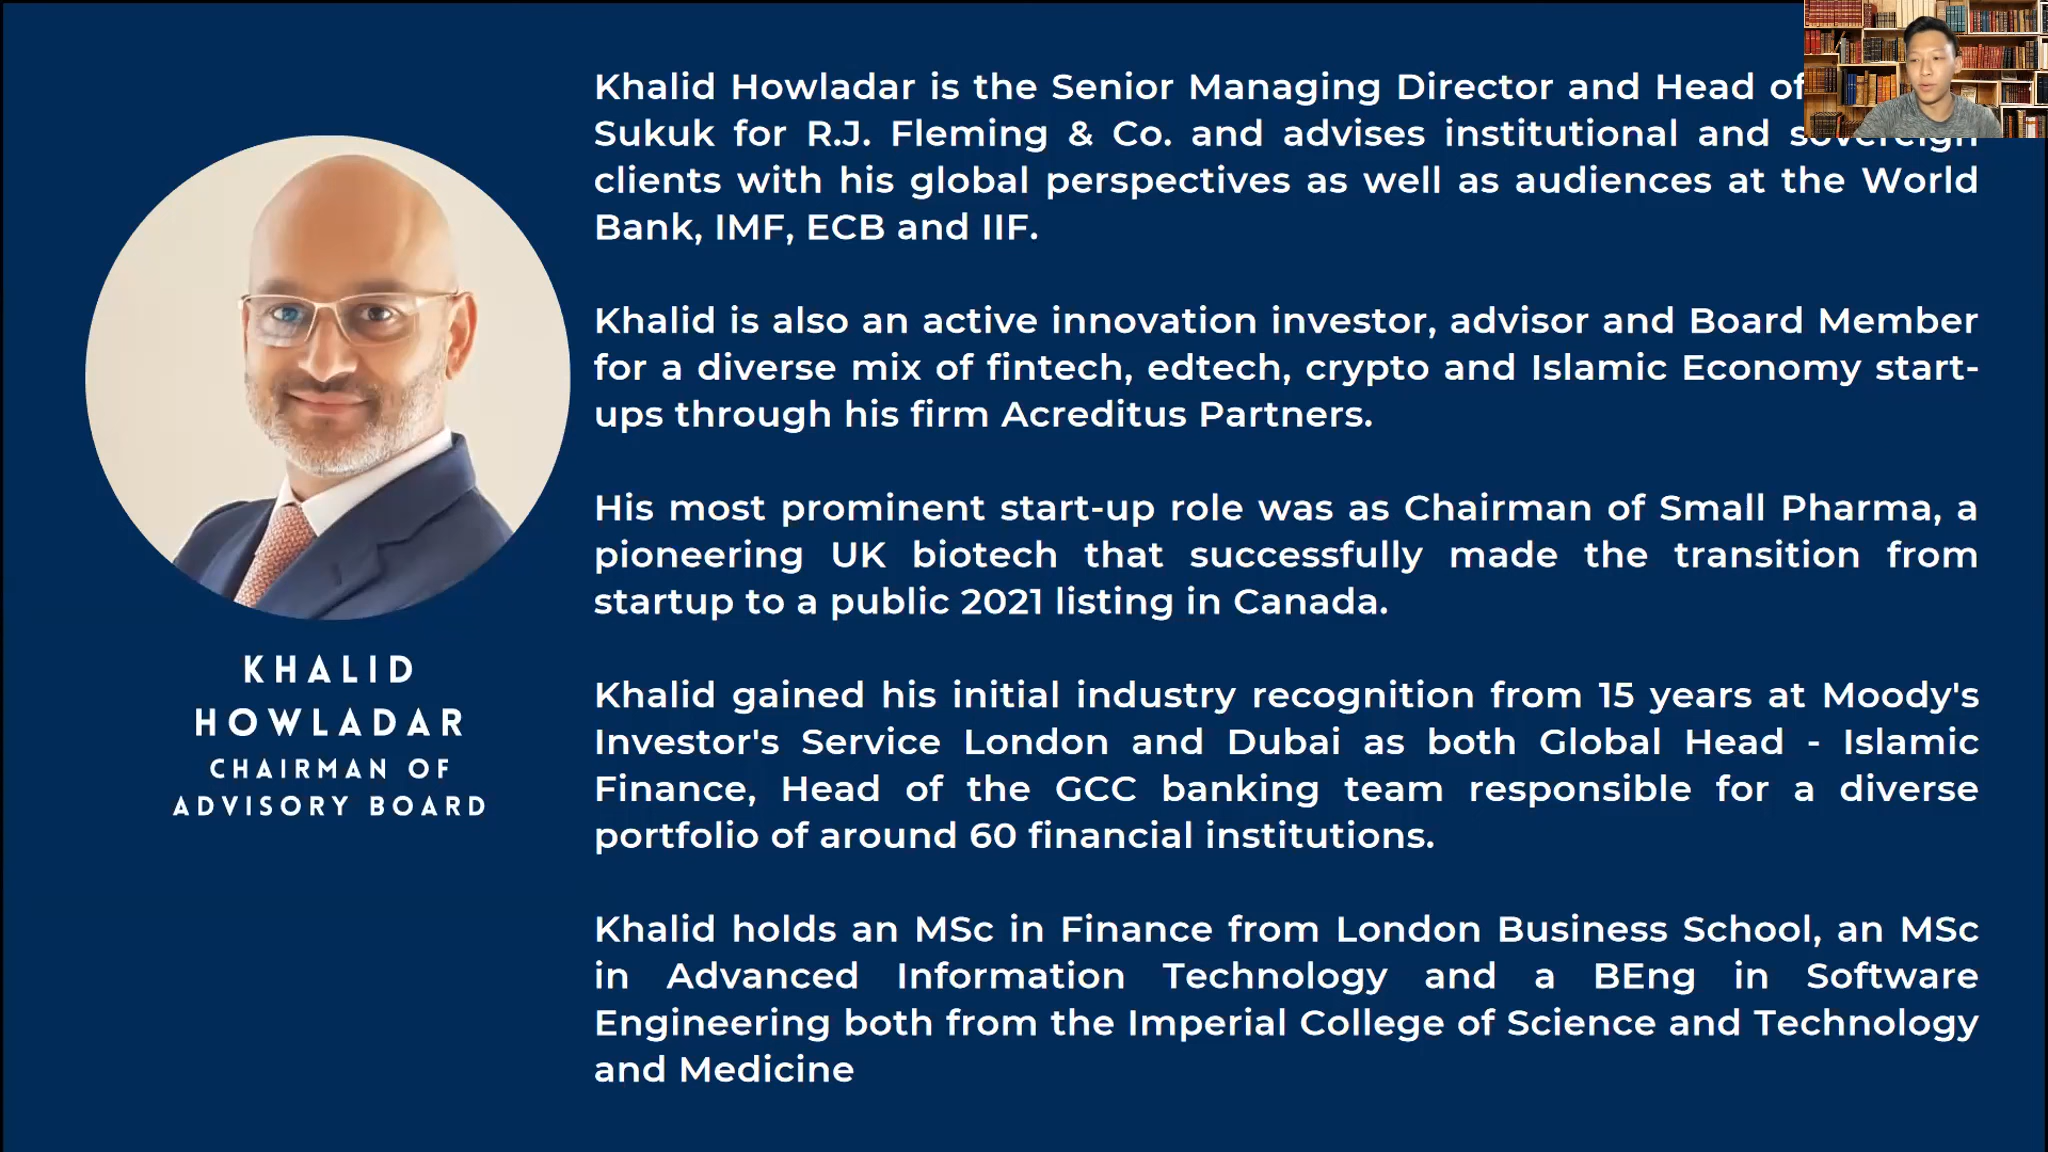 Khalid Howladar is the Senior Managing Director and Head of
Sukuk for R.J. Fleming & Co. and advises institutional and sovereign
clients with his global perspectives as well as audiences at the World
Bank, IMF, ECB and IIF.
Khalid is also an active innovation investor, advisor and Board Member
for a diverse mix of fintech, edtech, crypto and Islamic Economy start-
ups through his firm Acreditus Partners.
His most prominent start-up role was as Chairman of Small Pharma, a
pioneering UK biotech that successfully made the transition from
startup to a public 2021 listing in Canada.
Khalid gained his initial industry recognition from 15 years at Moody's
Investor's Service London and Dubai as both Global Head - Islamic
Finance, Head of the GCC banking team responsible for a diverse
portfolio of around 60 financial institutions.
Khalid holds an MSc in Finance from London Business School, an MSc
in Advanced Information Technology and a BEng in Software
Engineering both from the Imperial College of Science and Technology
and Medicine
KHALID
HOWLADAR
CHAIRMAN OF
ADVISORY BOARD